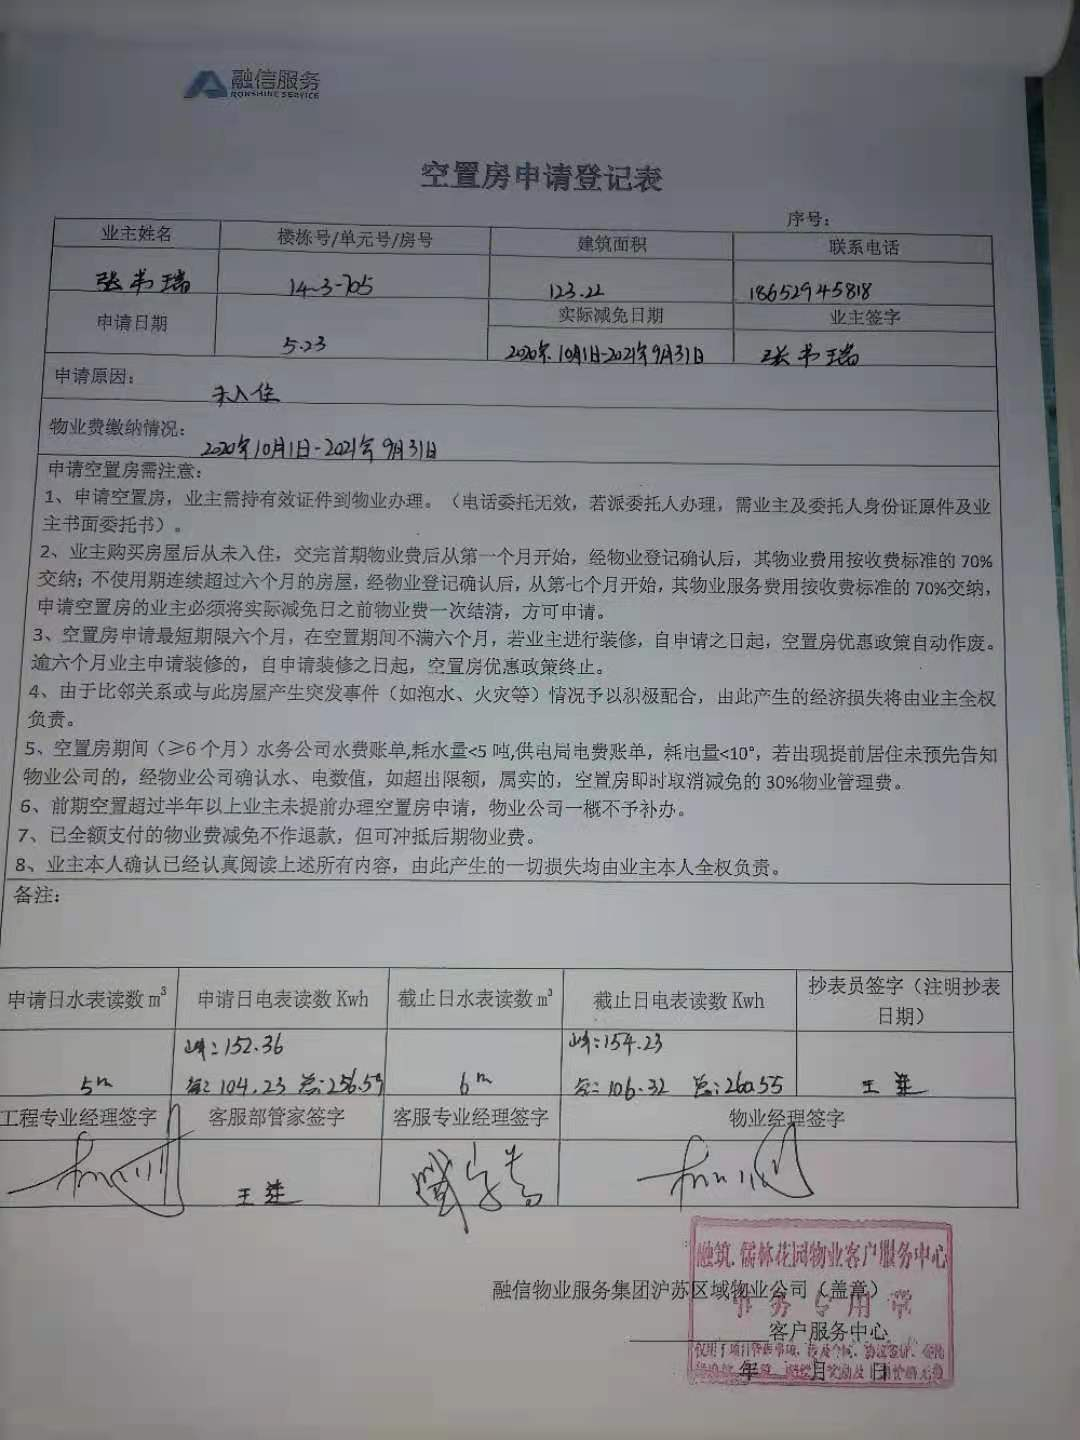 融信服务
RONSHINE SERVICE
空置房申请登记表
序号：
业主姓名 楼栋号/单元号/房号 建筑面积 联系电话
张书瑞 14-3-705 123.22 18652945818
申请日期 实际减免日期 业主签字
5.23 2020年10月1日-2021年9月31日 张书瑞
申请原因：
未入住
物业费缴纳情况：
2020年10月1日-2021年9月31日
申请空置房需注意：
1、申请空置房，业主需持有效证件到物业办理。（电话委托无效，若派委托人办理，需业主及委托人身份证原件及业
主书面委托书）。
2、业主购买房屋后从未入住，交完首期物业费后从第一个月开始，经物业登记确认后，其物业费用按收费标准的 70%
交纳；不使用期连续超过六个月的房屋，经物业登记确认后，从第七个月开始，其物业服务费用按收费标准的 70%交纳，
申请空置房的业主必须将实际减免日之前物业费一次结清，方可申请。
3、空置房申请最短期限六个月，在空置期间不满六个月，若业主进行装修，自申请之日起，空置房优惠政策自动作废。
逾六个月业主申请装修的，自申请装修之日起，空置房优惠政策终止。
4、由于比邻关系或与此房屋产生突发事件（如泡水、火灾等）情况予以积极配合，由此产生的经济损失将由业主全权
负责。
5、空置房期间（≥6 个月）水务公司水费账单,耗水量<5 吨,供电局电费账单，耗电量<10°，若出现提前居住未预先告知
物业公司的，经物业公司确认水、电数值，如超出限额，属实的，空置房即时取消减免的 30%物业管理费。
6、前期空置超过半年以上业主未提前办理空置房申请，物业公司一概不予补办。
7、已全额支付的物业费减免不作退款，但可冲抵后期物业费。
8、业主本人确认已经认真阅读上述所有内容，由此产生的一切损失均由业主本人全权负责。
备注：
申请日水表读数 m³ 申请日电表读数 Kwh 截止日水表读数 m³ 截止日电表读数 Kwh 抄表员签字（注明抄表
日期）
峰：152.36 峰：154.23
5m 谷：104.23 总：256.59 6m 谷：106.32 总：260.55 王莲
工程专业经理签字 客服部管家签字 客服专业经理签字 物业经理签字
王莲
融筑.儒林花园物业客户服务中心
融信物业服务集团沪苏区域物业公司（盖章）
事务专用章
客户服务中心
年 月 日